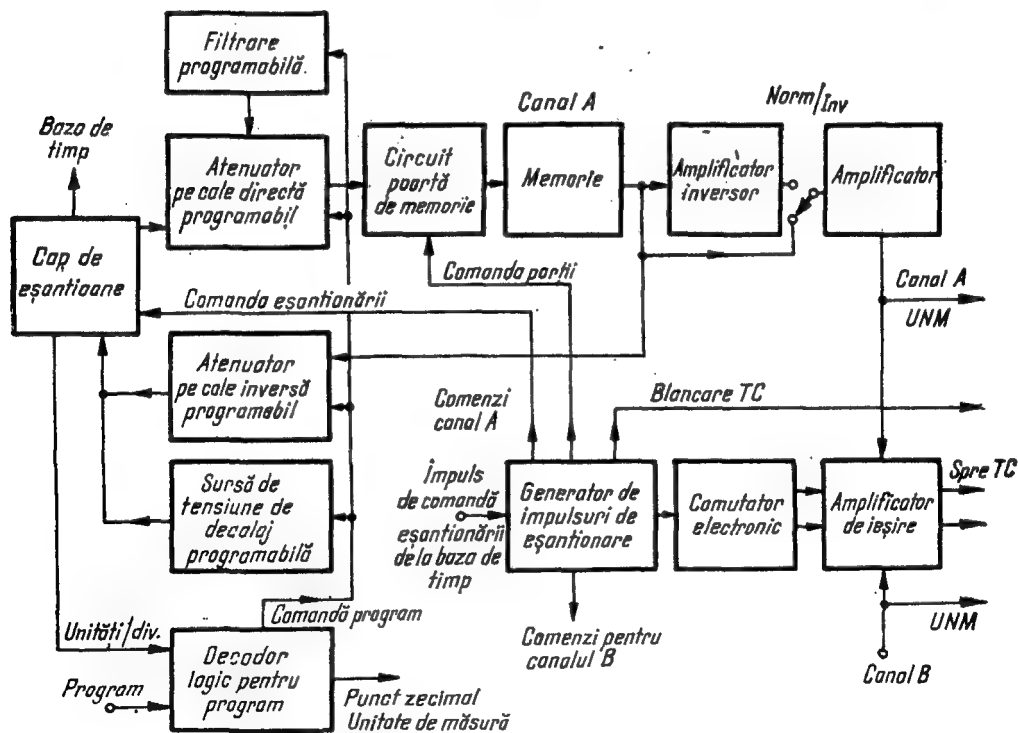 Filtrare
programabilă.
Canal A
Norm/Inv
Baza de
timp
Atenuator
pe cale directă
programabil
Circuit
poartă
de memorie
Memorie
Amplificator
inversor
Amplificator
Cap de
eșantioane
Comanda porții
Comanda eșantionării
Canal A
UNM
Atenuator
pe cale inversă
programabil
Comenzi
canal A
Blancare TC
Sursă de
tensiune de
decalaj
programabilă
Impuls
de comandă
eșantionării
de la baza de
timp
Generator de
impulsuri de
eșantionare
Comutator
electronic
Amplificator
de ieșire
Spre TC
Comandă program
Unități/div.
Decodor
logic pentru
program
Program
Punct zecimal
Unitate de măsură
Comenzi pentru
canalul B
UNM
Canal B